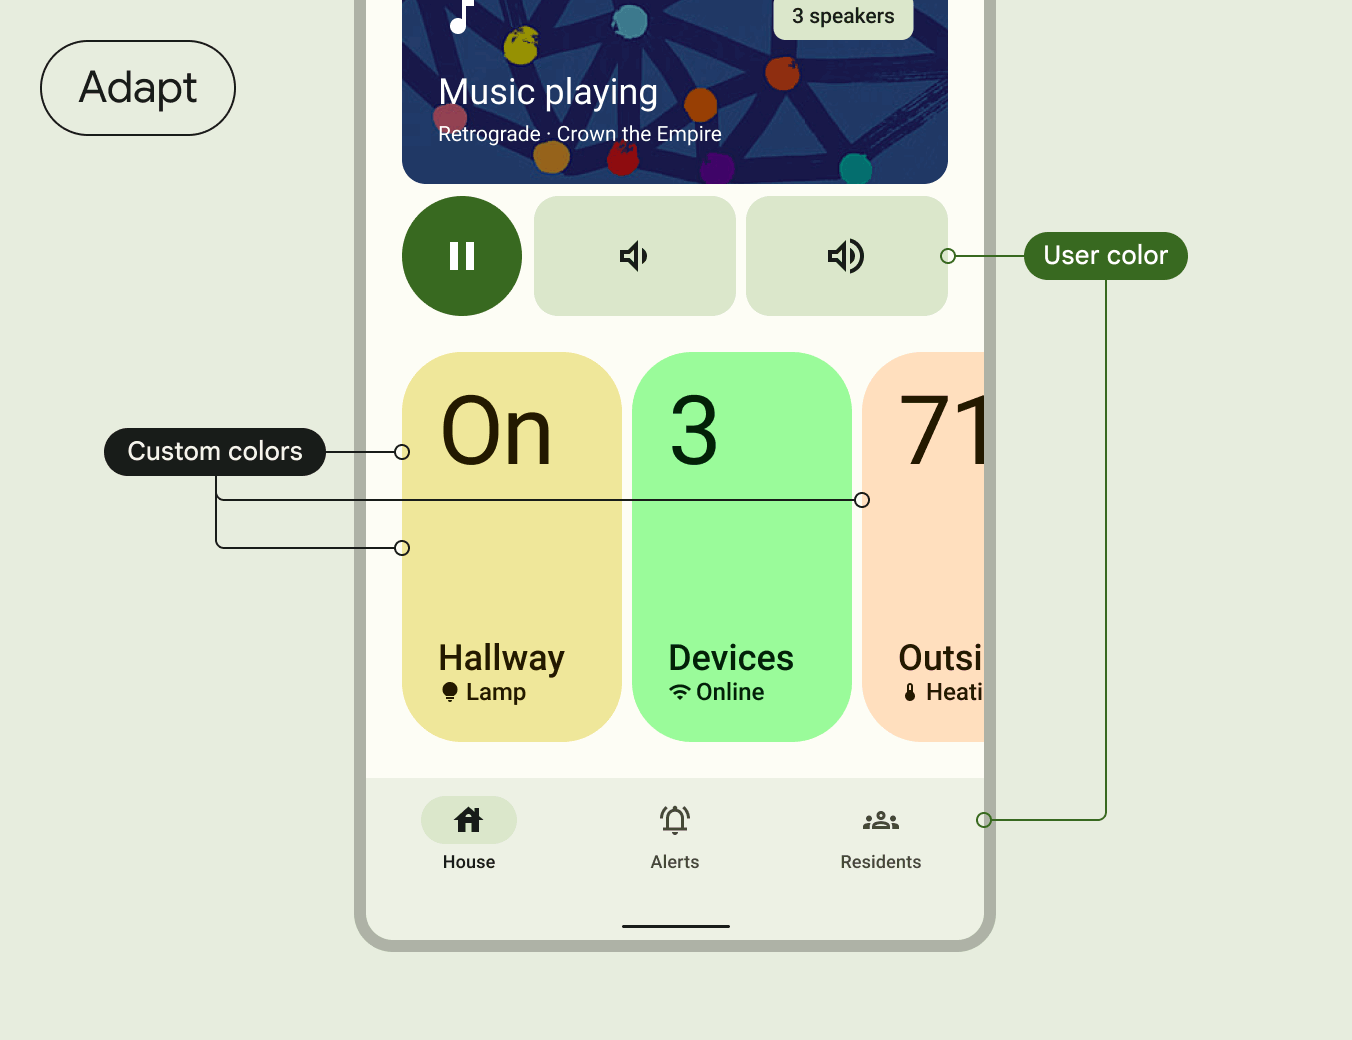 Adapt
3 speakers
Music playing
Retrograde · Crown the Empire
User color
Custom colors
On
3
71
Hallway
Lamp
Devices
Online
Outsi
Heati
House
Alerts
Residents